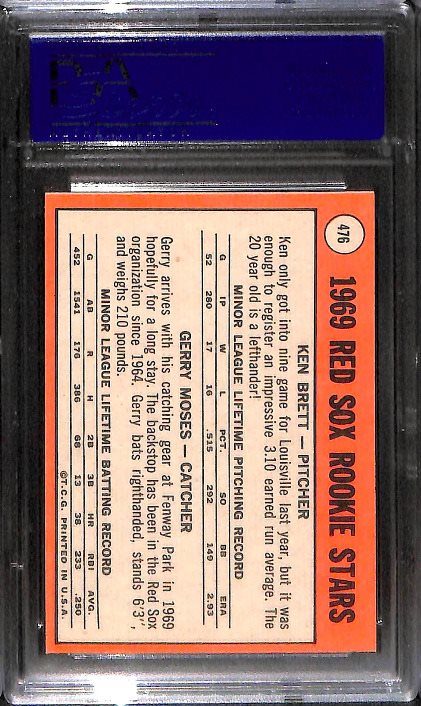 PSA
476
1969 RED SOX ROOKIE STARS
KEN BRETT — PITCHER
Ken only got into nine game for Louisville last year, but it was
enough to register an impressive 3.10 earned run average. The
20 year old is a lefthander!
MINOR LEAGUE LIFETIME PITCHING RECORD
G IP W L PCT. SO BB ERA
52 280 17 16 .515 292 149 2.93
GERRY MOSES—CATCHER
Gerry arrives with his catching gear at Fenway Park in 1969
hopefully for a long stay. The backstop has been in the Red Sox
organization since 1964. Gerry bats righthanded, stands 6'3",
and weighs 210 pounds.
MINOR LEAGUE LIFETIME BATTING RECORD
G AB R H 2B 3B HR RBI AVG.
452 1541 176 386 68 13 38 233 .250
©T.C.G. PRINTED IN U.S.A.